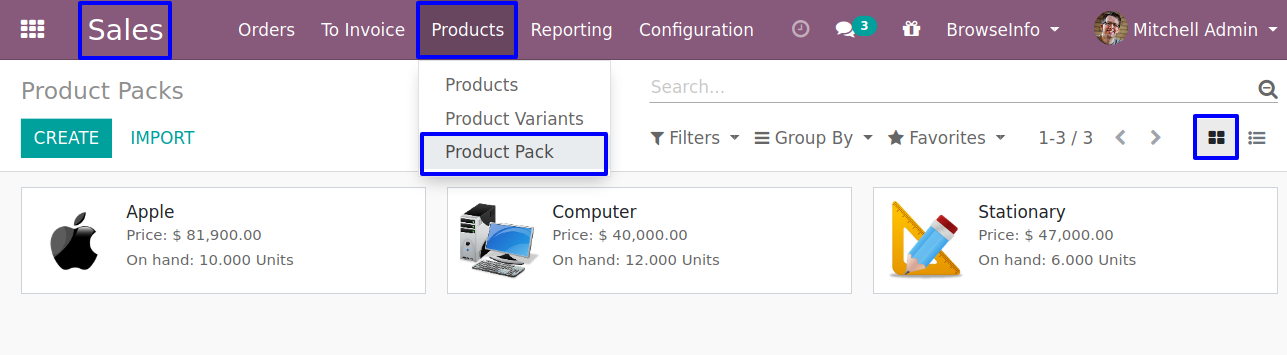 Sales Orders To Invoice Products Reporting Configuration 3 BrowseInfo Mitchell Admin
Product Packs
Search...
CREATE IMPORT
Products
Product Variants
Product Pack
Filters Group By Favorites 1-3 / 3
Apple
Price: $ 81,900.00
On hand: 10.000 Units
Computer
Price: $ 40,000.00
On hand: 12.000 Units
Stationary
Price: $ 47,000.00
On hand: 6.000 Units